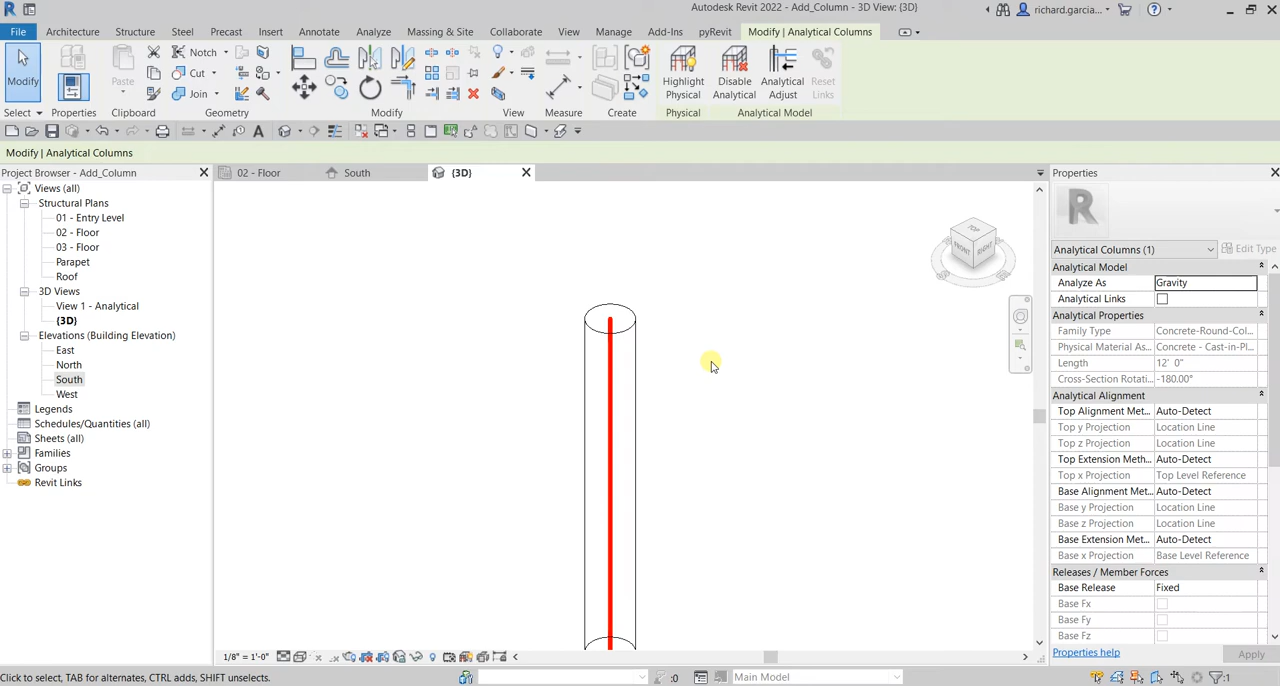 Autodesk Revit 2022 - Add_Column - 3D View: {3D}
richard.garcia...
File
Architecture
Structure
Steel
Precast
Insert
Annotate
Analyze
Massing & Site
Collaborate
View
Manage
Add-Ins
pyRevit
Modify | Analytical Columns
Modify
Paste
Notch
Cut
Join
Highlight Physical
Disable Analytical
Analytical Adjust
Reset Links
Select
Properties
Clipboard
Geometry
Modify
View
Measure
Create
Physical
Analytical Model
Modify | Analytical Columns
Project Browser - Add_Column
02 - Floor
South
{3D}
Properties
Views (all)
Structural Plans
01 - Entry Level
02 - Floor
03 - Floor
Parapet
Roof
3D Views
View 1 - Analytical
{3D}
Elevations (Building Elevation)
East
North
South
West
Legends
Schedules/Quantities (all)
Sheets (all)
Families
Groups
Revit Links
TOP
FRONT
RIGHT
Analytical Columns (1)
Edit Type
Analytical Model
Analyze As Gravity
Analytical Links
Analytical Properties
Family Type Concrete-Round-Col...
Physical Material As... Concrete - Cast-in-Pl...
Length 12' 0"
Cross-Section Rotati... -180.00°
Analytical Alignment
Top Alignment Met... Auto-Detect
Top y Projection Location Line
Top z Projection Location Line
Top Extension Meth... Auto-Detect
Top x Projection Top Level Reference
Base Alignment Met... Auto-Detect
Base y Projection Location Line
Base z Projection Location Line
Base Extension Met... Auto-Detect
Base x Projection Base Level Reference
Releases / Member Forces
Base Release Fixed
Base Fx
Base Fy
Base Fz
Properties help
Apply
1/8" = 1'-0"
Click to select, TAB for alternates, CTRL adds, SHIFT unselects.
:0
Main Model
:1